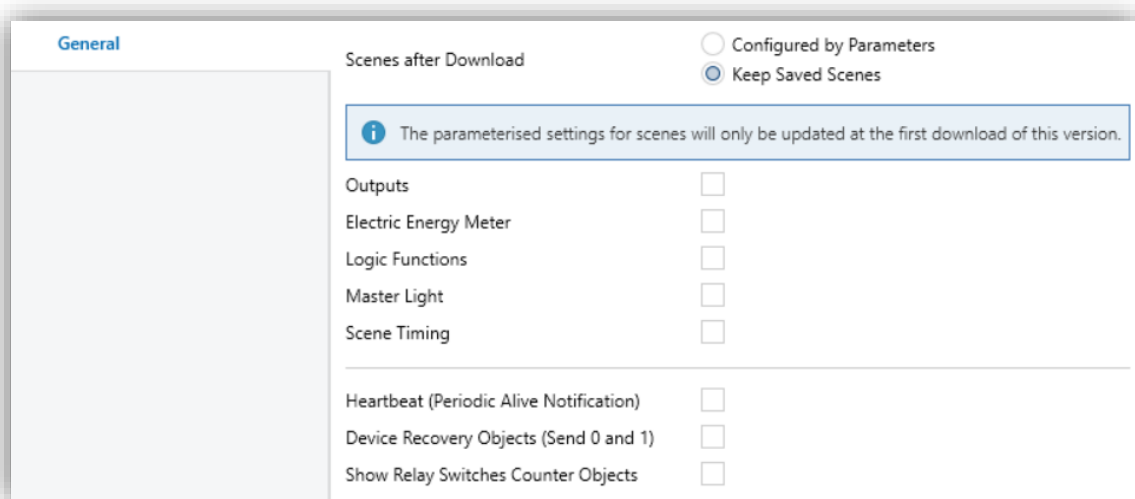 General
Scenes after Download
Configured by Parameters
Keep Saved Scenes
The parameterised settings for scenes will only be updated at the first download of this version.
Outputs
Electric Energy Meter
Logic Functions
Master Light
Scene Timing
Heartbeat (Periodic Alive Notification)
Device Recovery Objects (Send 0 and 1)
Show Relay Switches Counter Objects